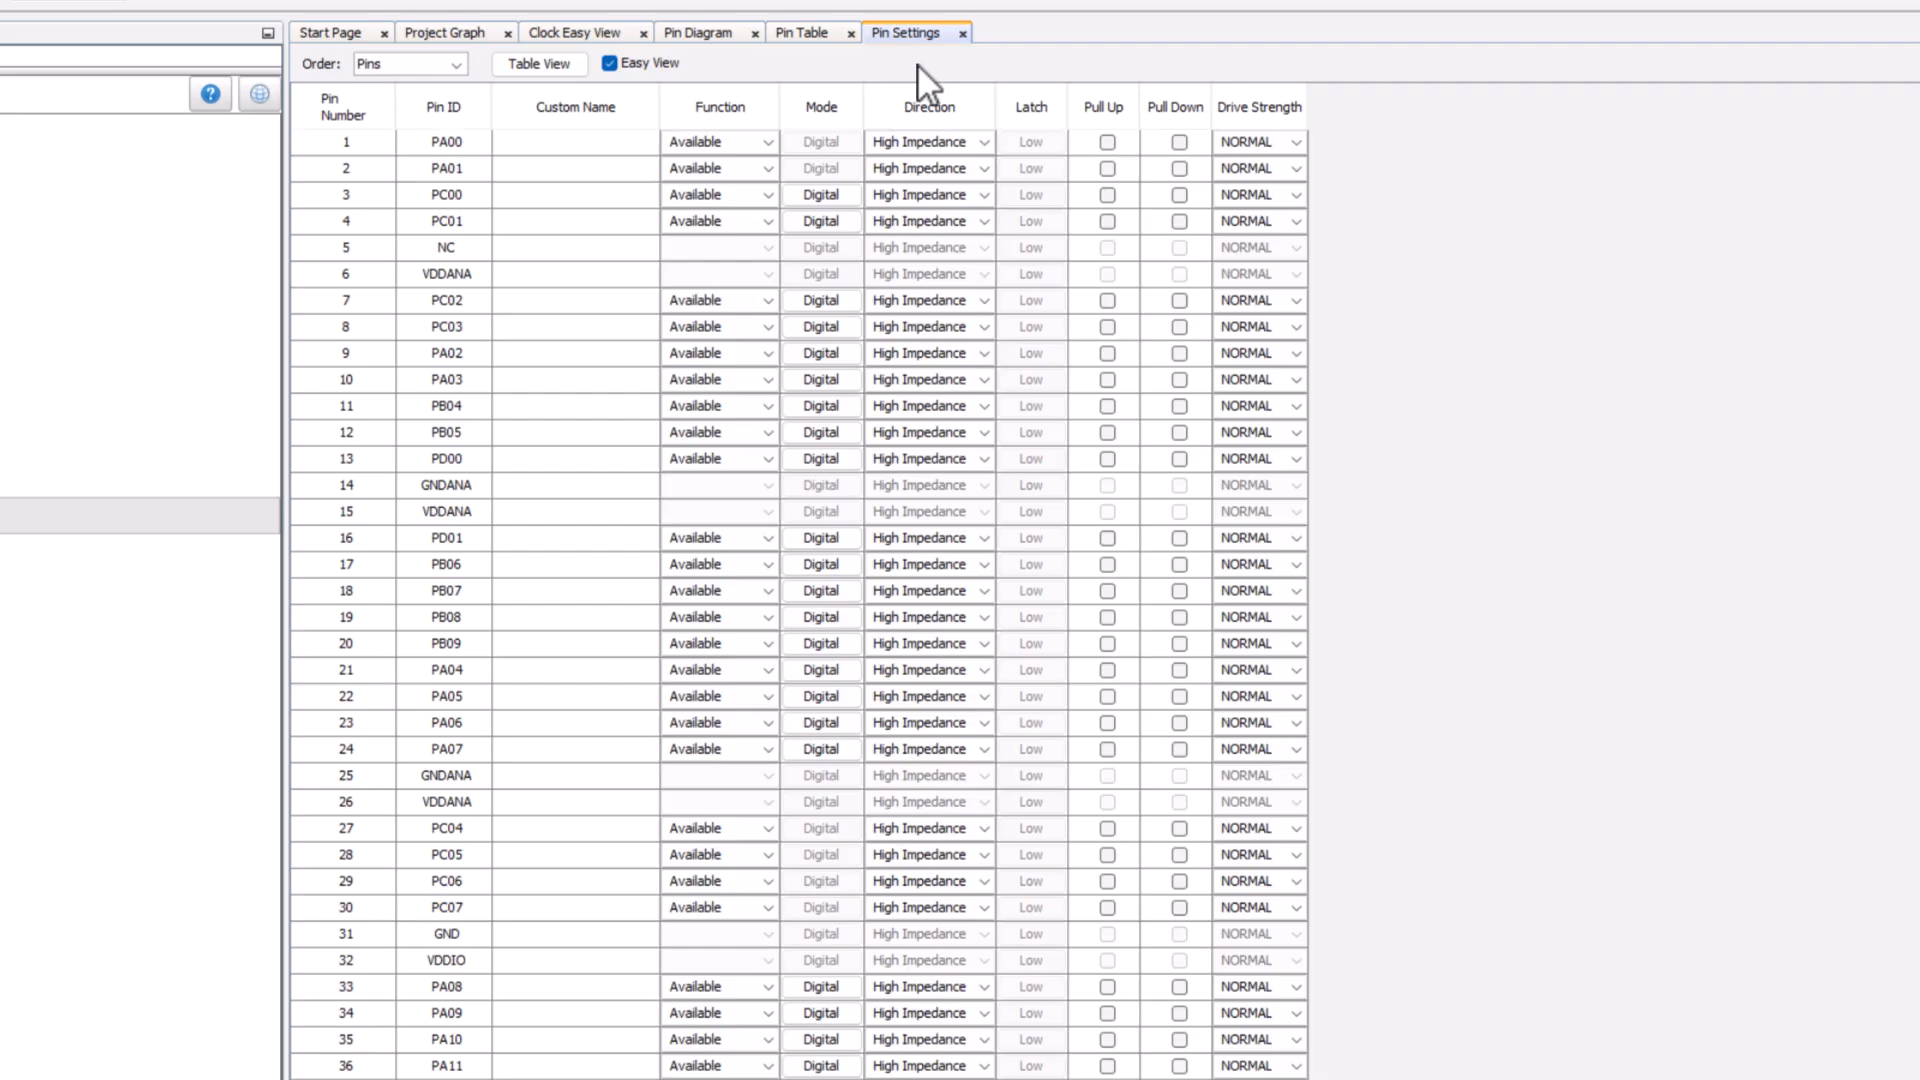 Start Page Project Graph Clock Easy View Pin Diagram Pin Table Pin Settings
Order: Pins Table View Easy View
Pin Number Pin ID Custom Name Function Mode Direction Latch Pull Up Pull Down Drive Strength
1 PA00 Available Digital High Impedance Low NORMAL
2 PA01 Available Digital High Impedance Low NORMAL
3 PC00 Available Digital High Impedance Low NORMAL
4 PC01 Available Digital High Impedance Low NORMAL
5 NC Digital High Impedance Low NORMAL
6 VDDANA Digital High Impedance Low NORMAL
7 PC02 Available Digital High Impedance Low NORMAL
8 PC03 Available Digital High Impedance Low NORMAL
9 PA02 Available Digital High Impedance Low NORMAL
10 PA03 Available Digital High Impedance Low NORMAL
11 PB04 Available Digital High Impedance Low NORMAL
12 PB05 Available Digital High Impedance Low NORMAL
13 PD00 Available Digital High Impedance Low NORMAL
14 GNDANA Digital High Impedance Low NORMAL
15 VDDANA Digital High Impedance Low NORMAL
16 PD01 Available Digital High Impedance Low NORMAL
17 PB06 Available Digital High Impedance Low NORMAL
18 PB07 Available Digital High Impedance Low NORMAL
19 PB08 Available Digital High Impedance Low NORMAL
20 PB09 Available Digital High Impedance Low NORMAL
21 PA04 Available Digital High Impedance Low NORMAL
22 PA05 Available Digital High Impedance Low NORMAL
23 PA06 Available Digital High Impedance Low NORMAL
24 PA07 Available Digital High Impedance Low NORMAL
25 GNDANA Digital High Impedance Low NORMAL
26 VDDANA Digital High Impedance Low NORMAL
27 PC04 Available Digital High Impedance Low NORMAL
28 PC05 Available Digital High Impedance Low NORMAL
29 PC06 Available Digital High Impedance Low NORMAL
30 PC07 Available Digital High Impedance Low NORMAL
31 GND Digital High Impedance Low NORMAL
32 VDDIO Digital High Impedance Low NORMAL
33 PA08 Available Digital High Impedance Low NORMAL
34 PA09 Available Digital High Impedance Low NORMAL
35 PA10 Available Digital High Impedance Low NORMAL
36 PA11 Available Digital High Impedance Low NORMAL